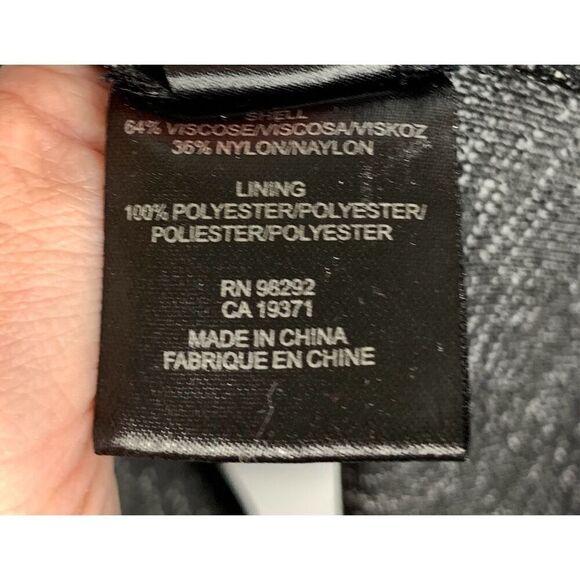 SHELL
64% VISCOSE/VISCOSA/VISKOZ
36% NYLON/NAYLON
LINING
100% POLYESTER/POLYESTER/
POLIESTER/POLYESTER
RN 98292
CA 19371
MADE IN CHINA
FABRIQUE EN CHINE